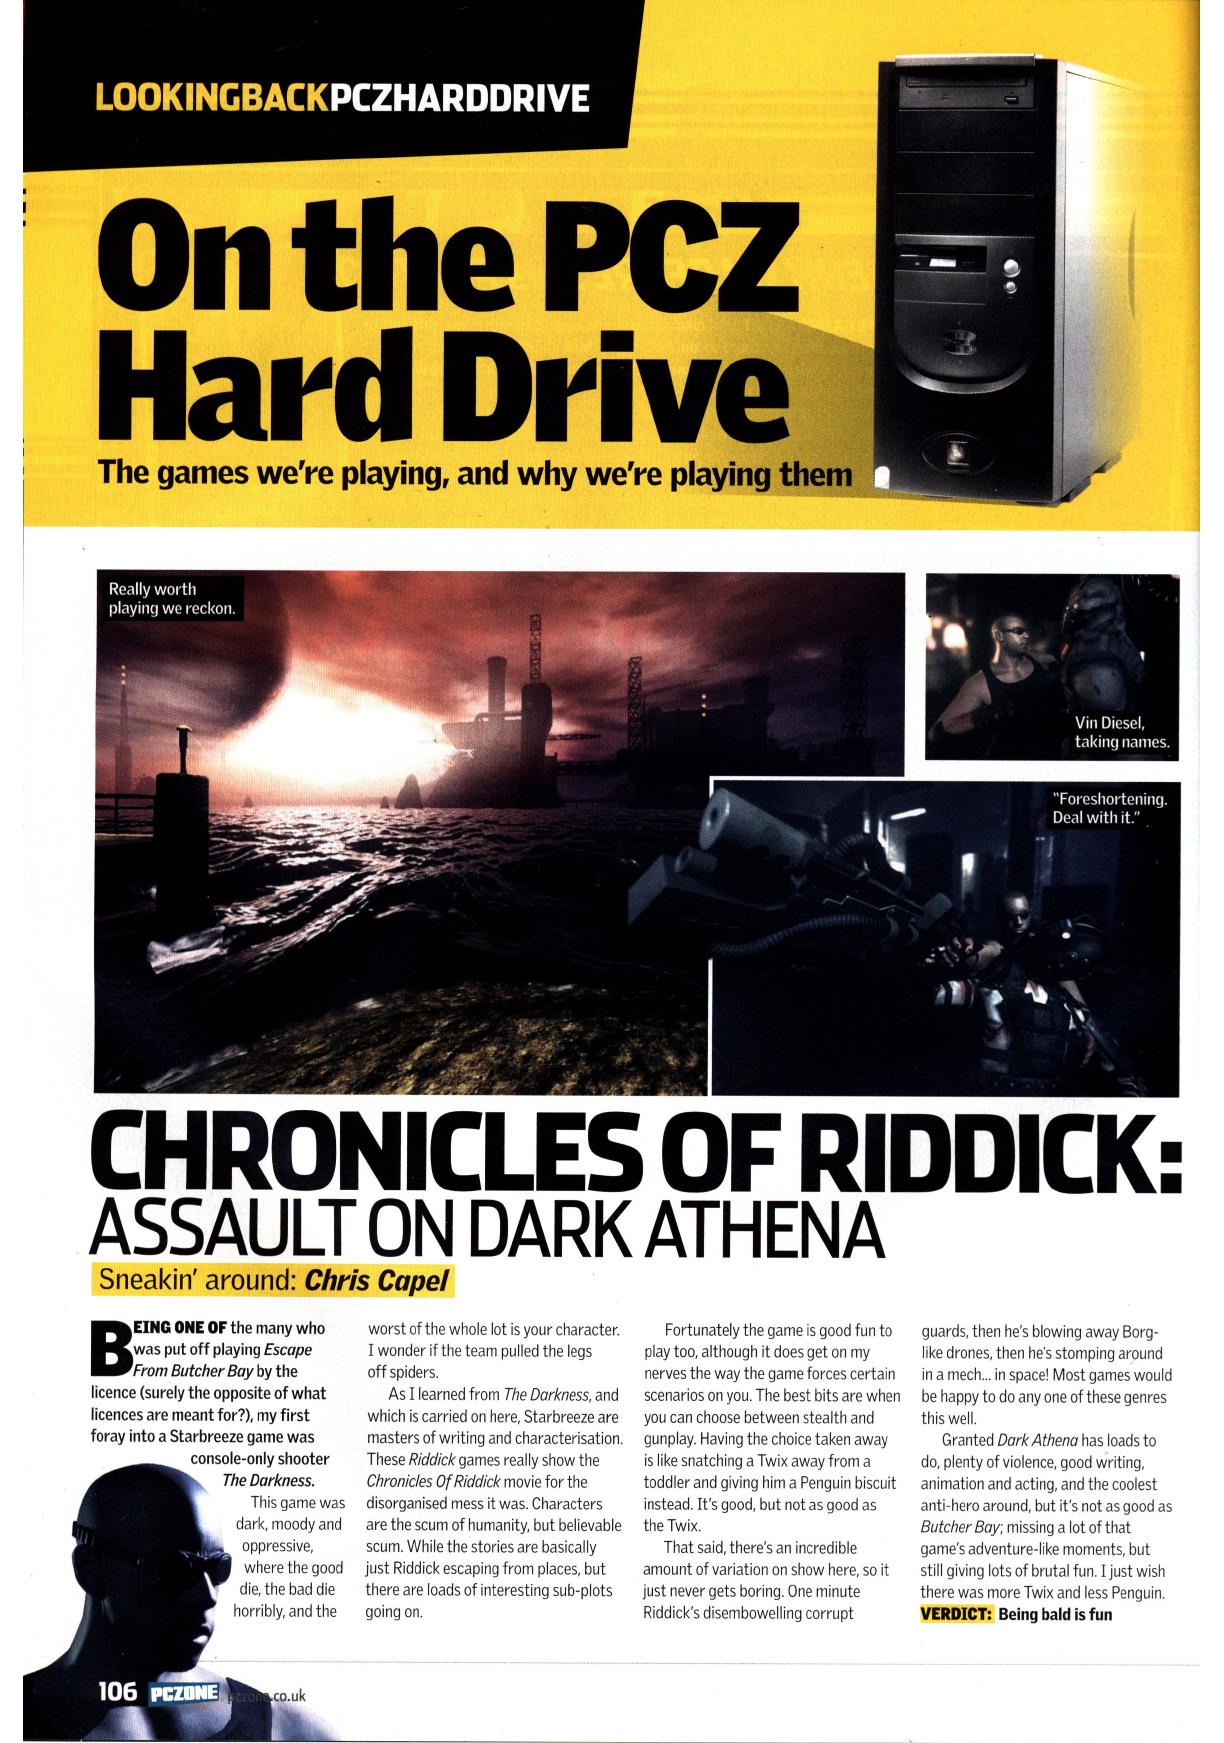 LOOKINGBACKPCZHARDDRIVE
On the PCZ
Hard Drive
The games we're playing, and why we're playing them
Really worth
playing we reckon.
Vin Diesel,
taking names.
"Foreshortening.
Deal with it."
CHRONICLES OF RIDDICK:
ASSAULT ON DARK ATHENA
Sneakin' around: Chris Capel
BEING ONE OF the many who
was put off playing Escape
From Butcher Bay by the
licence (surely the opposite of what
licences are meant for?), my first
foray into a Starbreeze game was
console-only shooter
The Darkness.
This game was
dark, moody and
oppressive,
where the good
die, the bad die
horribly, and the
worst of the whole lot is your character.
I wonder if the team pulled the legs
off spiders.
As I learned from The Darkness, and
which is carried on here, Starbreeze are
masters of writing and characterisation.
These Riddick games really show the
Chronicles Of Riddick movie for the
disorganised mess it was. Characters
are the scum of humanity, but believable
scum. While the stories are basically
just Riddick escaping from places, but
there are loads of interesting sub-plots
going on.
Fortunately the game is good fun to
play too, although it does get on my
nerves the way the game forces certain
scenarios on you. The best bits are when
you can choose between stealth and
gunplay. Having the choice taken away
is like snatching a Twix away from a
toddler and giving him a Penguin biscuit
instead. It's good, but not as good as
the Twix.
That said, there's an incredible
amount of variation on show here, so it
just never gets boring. One minute
Riddick's disembowelling corrupt
guards, then he's blowing away Borg-
like drones, then he's stomping around
in a mech... in space! Most games would
be happy to do any one of these genres
this well.
Granted Dark Athena has loads to
do, plenty of violence, good writing,
animation and acting, and the coolest
anti-hero around, but it's not as good as
Butcher Bay; missing a lot of that
game's adventure-like moments, but
still giving lots of brutal fun. I just wish
there was more Twix and less Penguin.
VERDICT: Being bald is fun
106 PCZONE pczone.co.uk